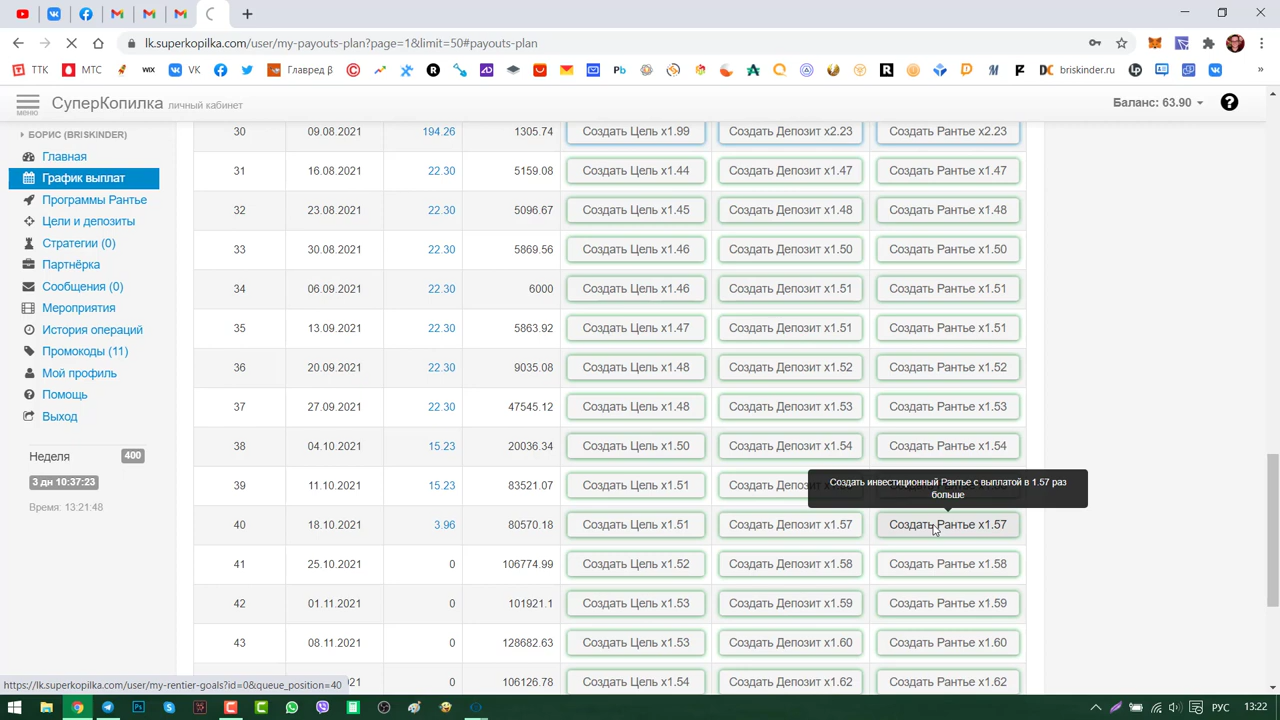 lk.superkopilka.com/user/my-payouts-plan?page=1&limit=50#payouts-plan
ТТК МТС WIX VK Главред β Pb briskinder.ru »
меню СуперКопилка личный кабинет Баланс: 63.90
БОРИС (BRISKINDER)
Главная
График выплат
Программы Рантье
Цели и депозиты
Стратегии (0)
Партнёрка
Сообщения (0)
Мероприятия
История операций
Промокоды (11)
Мой профиль
Помощь
Выход
Неделя 400
3 дн 10:37:23
Время: 13:21:48
30 09.08.2021 194.26 1305.74 Создать Цель x1.99 Создать Депозит x2.23 Создать Рантье x2.23
31 16.08.2021 22.30 5159.08 Создать Цель x1.44 Создать Депозит x1.47 Создать Рантье x1.47
32 23.08.2021 22.30 5096.67 Создать Цель x1.45 Создать Депозит x1.48 Создать Рантье x1.48
33 30.08.2021 22.30 5869.56 Создать Цель x1.46 Создать Депозит x1.50 Создать Рантье x1.50
34 06.09.2021 22.30 6000 Создать Цель x1.46 Создать Депозит x1.51 Создать Рантье x1.51
35 13.09.2021 22.30 5863.92 Создать Цель x1.47 Создать Депозит x1.51 Создать Рантье x1.51
36 20.09.2021 22.30 9035.08 Создать Цель x1.48 Создать Депозит x1.52 Создать Рантье x1.52
37 27.09.2021 22.30 47545.12 Создать Цель x1.48 Создать Депозит x1.53 Создать Рантье x1.53
38 04.10.2021 15.23 20036.34 Создать Цель x1.50 Создать Депозит x1.54 Создать Рантье x1.54
39 11.10.2021 15.23 83521.07 Создать Цель x1.51
Создать инвестиционный Рантье с выплатой в 1.57 раз
больше
40 18.10.2021 3.96 80570.18 Создать Цель x1.51 Создать Депозит x1.57 Создать Рантье x1.57
41 25.10.2021 0 106774.99 Создать Цель x1.52 Создать Депозит x1.58 Создать Рантье x1.58
42 01.11.2021 0 101921.1 Создать Цель x1.53 Создать Депозит x1.59 Создать Рантье x1.59
43 08.11.2021 0 128682.63 Создать Цель x1.53 Создать Депозит x1.60 Создать Рантье x1.60
106126.78 Создать Цель x1.54 Создать Депозит x1.62 Создать Рантье x1.62
https://lk.superkopilka.com/user/my-rentier-goals?id=0&queue_position=40
РУС 13:22